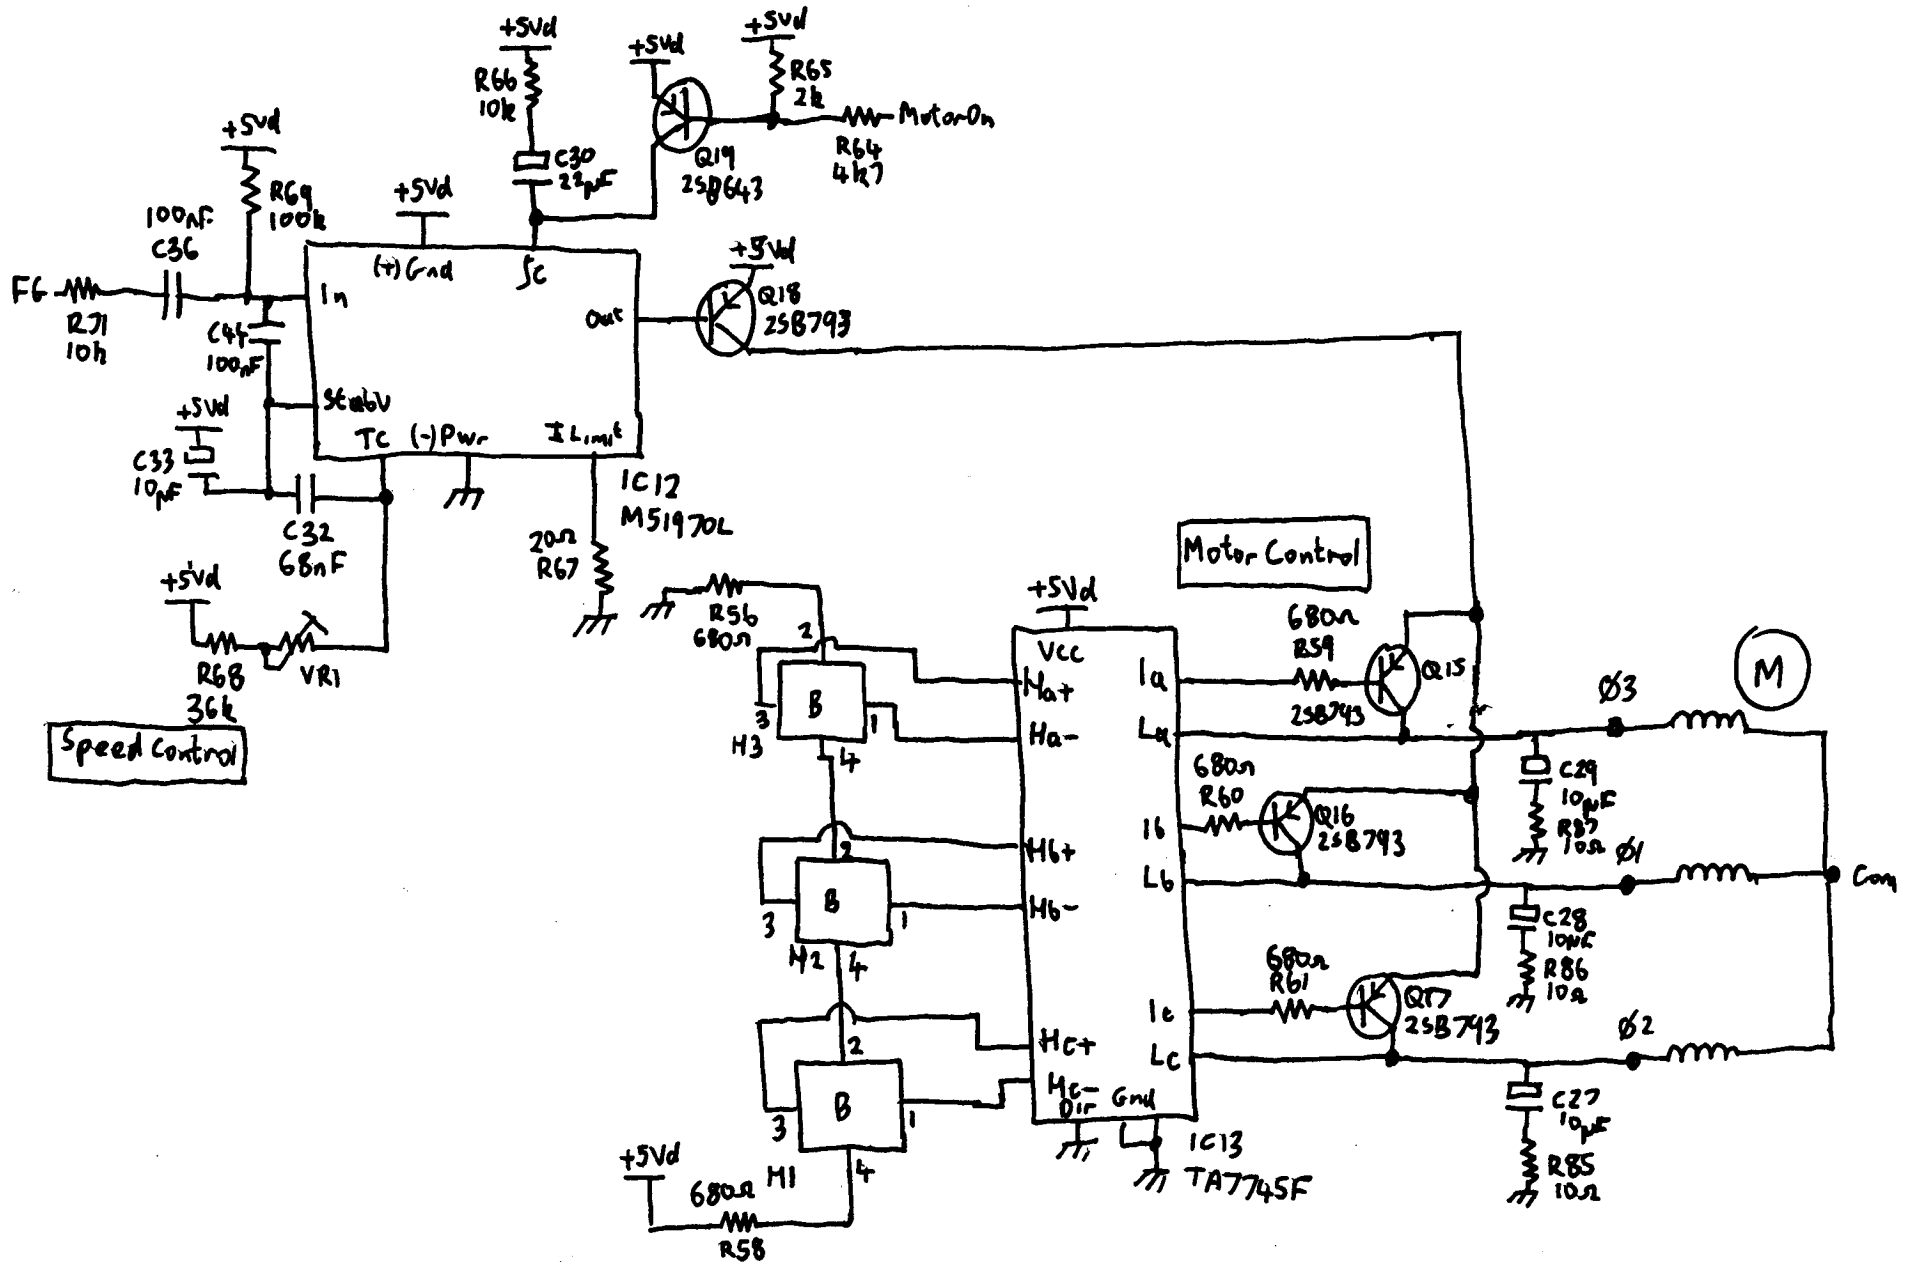 +5Vd
+5Vd
+5Vd
R66
10k
R65
2k
MotorOn
R64
4k7
Q19
2SB643
C30
22µF
+5Vd
R69
100k
+5Vd
100nF
C36
FG
R71
10k
C44
100nF
In
(+)Gnd
∫C
Out
StabV
TC
(-)Pwr
I Limit
IC12
M51970L
+5Vd
Q18
2SB793
+5Vd
C33
10µF
C32
68nF
+5Vd
R68
36k
VR1
Speed Control
20Ω
R67
Motor Control
R56
680Ω
+5Vd
Vcc
Ha+
Ha-
Hb+
Hb-
Hc+
Hc-
Dir
Gnd
Ia
La
Ib
Lb
Ic
Lc
IC13
TA7745F
2
B
3
1
H3
4
2
B
3
1
H2
4
2
B
3
1
H1
4
+5Vd
680Ω
R58
680Ω
R59
Q15
2SB793
680Ω
R60
Q16
2SB793
680Ω
R61
Q17
2SB793
Ø3
M
C29
10µF
R87
10Ω
Ø1
Com
C28
10µF
R86
10Ω
Ø2
C27
10µF
R85
10Ω